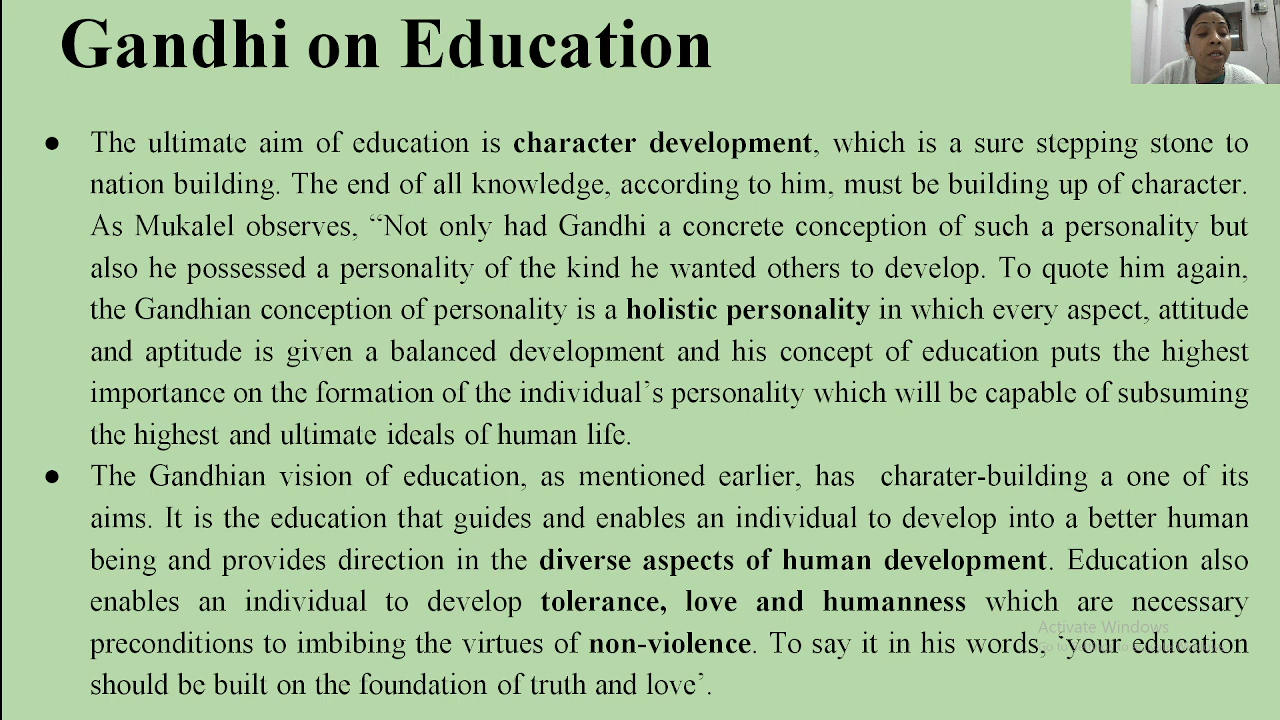 Gandhi on Education
● The ultimate aim of education is character development, which is a sure stepping stone to
nation building. The end of all knowledge, according to him, must be building up of character.
As Mukalel observes, “Not only had Gandhi a concrete conception of such a personality but
also he possessed a personality of the kind he wanted others to develop. To quote him again,
the Gandhian conception of personality is a holistic personality in which every aspect, attitude
and aptitude is given a balanced development and his concept of education puts the highest
importance on the formation of the individual’s personality which will be capable of subsuming
the highest and ultimate ideals of human life.
● The Gandhian vision of education, as mentioned earlier, has charater-building a one of its
aims. It is the education that guides and enables an individual to develop into a better human
being and provides direction in the diverse aspects of human development. Education also
enables an individual to develop tolerance, love and humanness which are necessary
Activate Windows
preconditions to imbibing the virtues of non-violence. To say it in his words, ‘your education
should be built on the foundation of truth and love’.